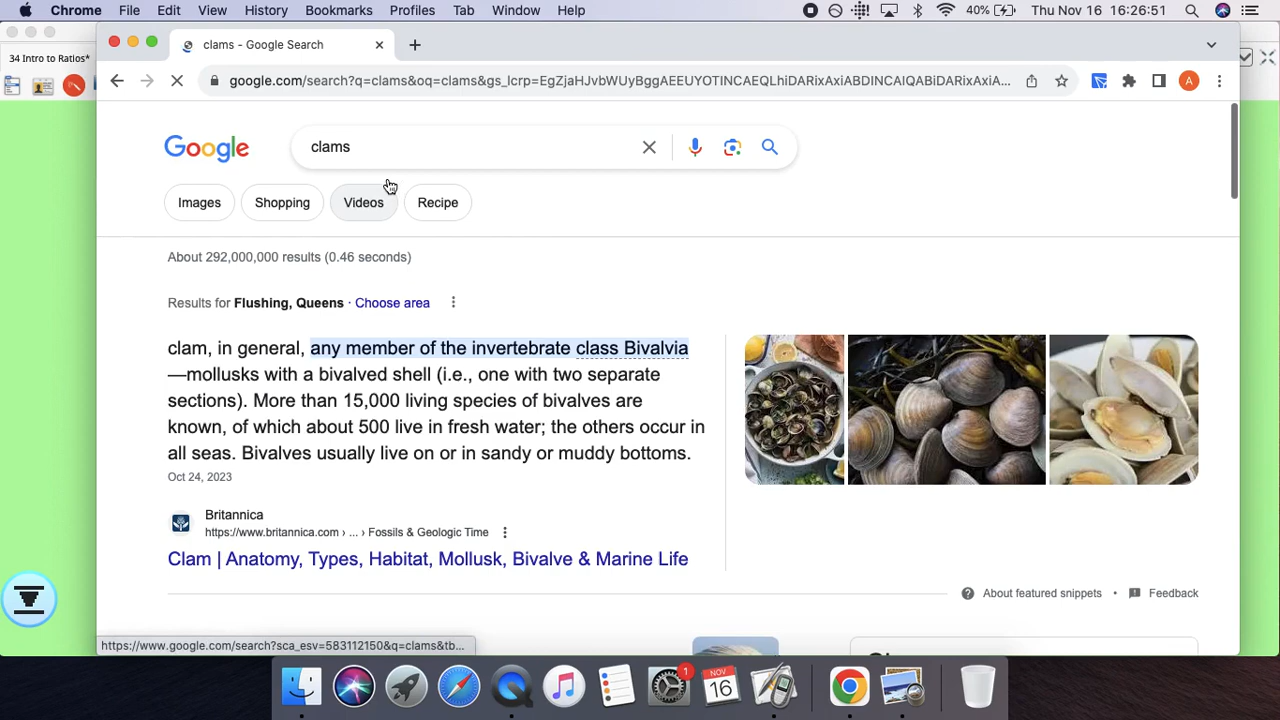 Chrome File Edit View History Bookmarks Profiles Tab Window Help 40% Thu Nov 16 16:26:51
34 Intro to Ratios*
clams - Google Search
google.com/search?q=clams&oq=clams&gs_lcrp=EgZjaHJvbWUyBggAEEUYOTINCAEQLhiDARixAxiABDINCAIQABiDARixAxiA...
Google clams
Images Shopping Videos Recipe
About 292,000,000 results (0.46 seconds)
Results for Flushing, Queens · Choose area
clam, in general, any member of the invertebrate class Bivalvia
—mollusks with a bivalved shell (i.e., one with two separate
sections). More than 15,000 living species of bivalves are
known, of which about 500 live in fresh water; the others occur in
all seas. Bivalves usually live on or in sandy or muddy bottoms.
Oct 24, 2023
Britannica
https://www.britannica.com › ... › Fossils & Geologic Time
Clam | Anatomy, Types, Habitat, Mollusk, Bivalve & Marine Life
About featured snippets • Feedback
https://www.google.com/search?sca_esv=583112150&q=clams&tb...
1
NOV
16